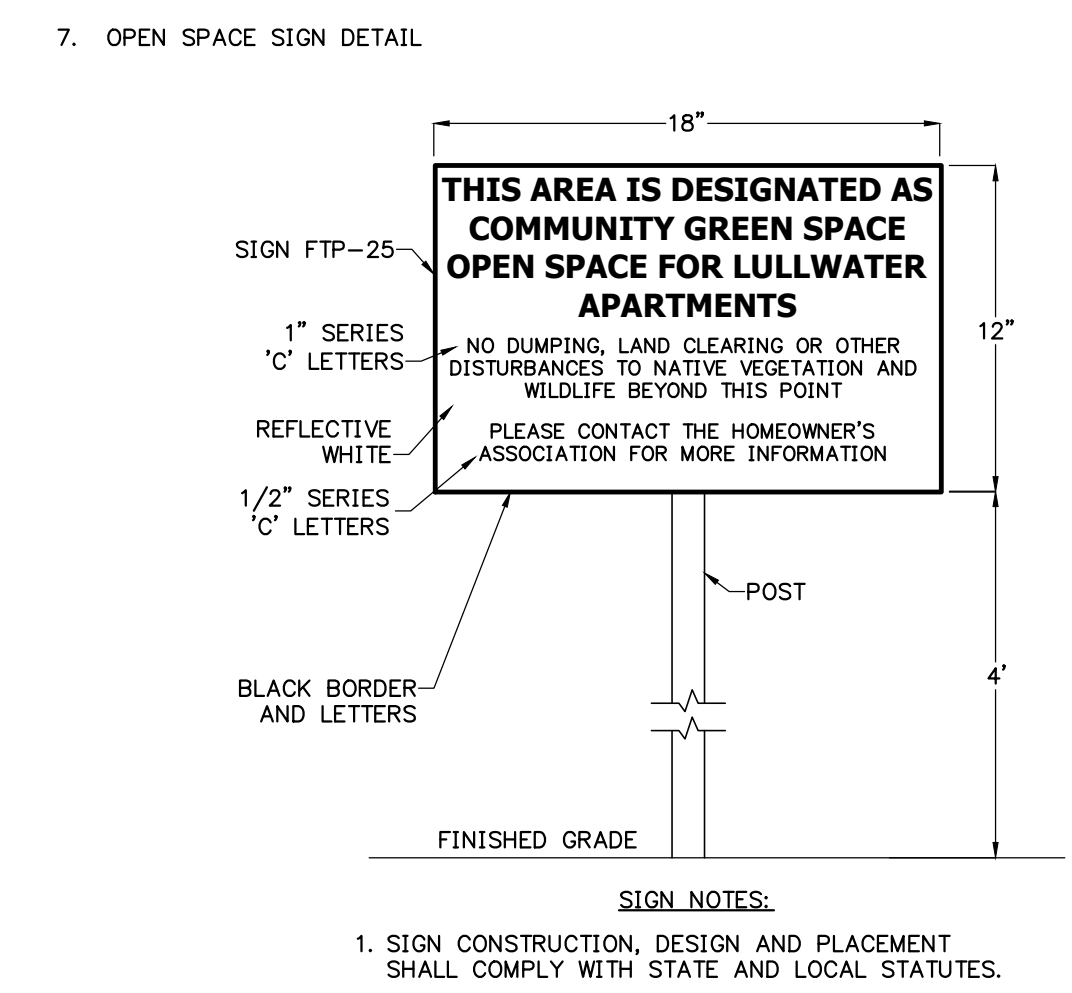 7. OPEN SPACE SIGN DETAIL
18"
THIS AREA IS DESIGNATED AS
COMMUNITY GREEN SPACE
OPEN SPACE FOR LULLWATER
APARTMENTS
SIGN FTP-25
1" SERIES
'C' LETTERS
NO DUMPING, LAND CLEARING OR OTHER
DISTURBANCES TO NATIVE VEGETATION AND
WILDLIFE BEYOND THIS POINT
12"
REFLECTIVE
WHITE
PLEASE CONTACT THE HOMEOWNER'S
ASSOCIATION FOR MORE INFORMATION
1/2" SERIES
'C' LETTERS
POST
BLACK BORDER
AND LETTERS
4'
FINISHED GRADE
SIGN NOTES:
1. SIGN CONSTRUCTION, DESIGN AND PLACEMENT
SHALL COMPLY WITH STATE AND LOCAL STATUTES.